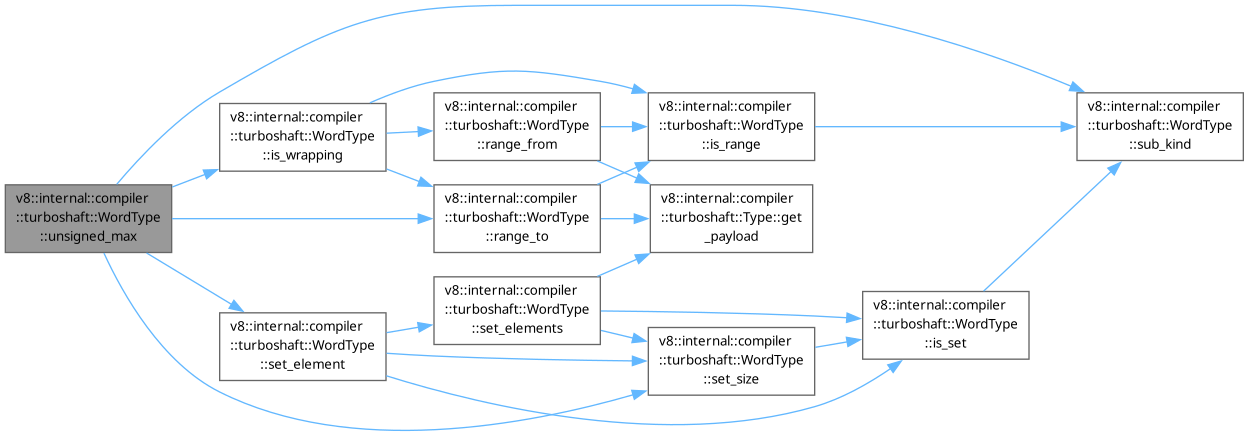 v8::internal::compiler
::turboshaft::WordType
::unsigned_max
v8::internal::compiler
::turboshaft::WordType
::is_wrapping
v8::internal::compiler
::turboshaft::WordType
::set_element
v8::internal::compiler
::turboshaft::WordType
::range_from
v8::internal::compiler
::turboshaft::WordType
::range_to
v8::internal::compiler
::turboshaft::WordType
::set_elements
v8::internal::compiler
::turboshaft::WordType
::is_range
v8::internal::compiler
::turboshaft::Type::get
_payload
v8::internal::compiler
::turboshaft::WordType
::set_size
v8::internal::compiler
::turboshaft::WordType
::is_set
v8::internal::compiler
::turboshaft::WordType
::sub_kind